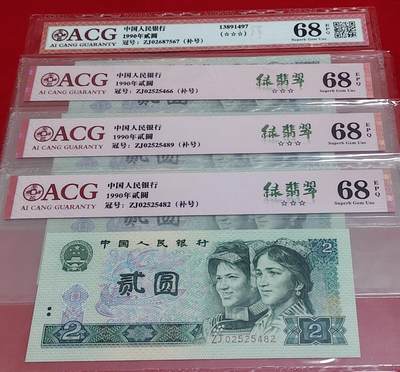 ACG
AI CANG GUARANTY
中国人民银行
1990年贰圆
冠号: ZJ02687567 (补号)
13891497
(☆☆☆)
68 EPQ
Superb Gem Unc
ACG
AI CANG GUARANTY
中国人民银行
1990年贰圆
冠号: ZJ02525466 (补号)
绿翡翠
☆☆☆
68 EPQ
Superb Gem Unc
ACG
AI CANG GUARANTY
中国人民银行
1990年贰圆
冠号: ZJ02525489 (补号)
绿翡翠
☆☆☆
68 EPQ
Superb Gem Unc
ACG
AI CANG GUARANTY
中国人民银行
1990年贰圆
冠号: ZJ02525482 (补号)
绿翡翠
☆☆☆
68 EPQ
Superb Gem Unc
中国人民银行
贰圆
2
2
ZJ02525482